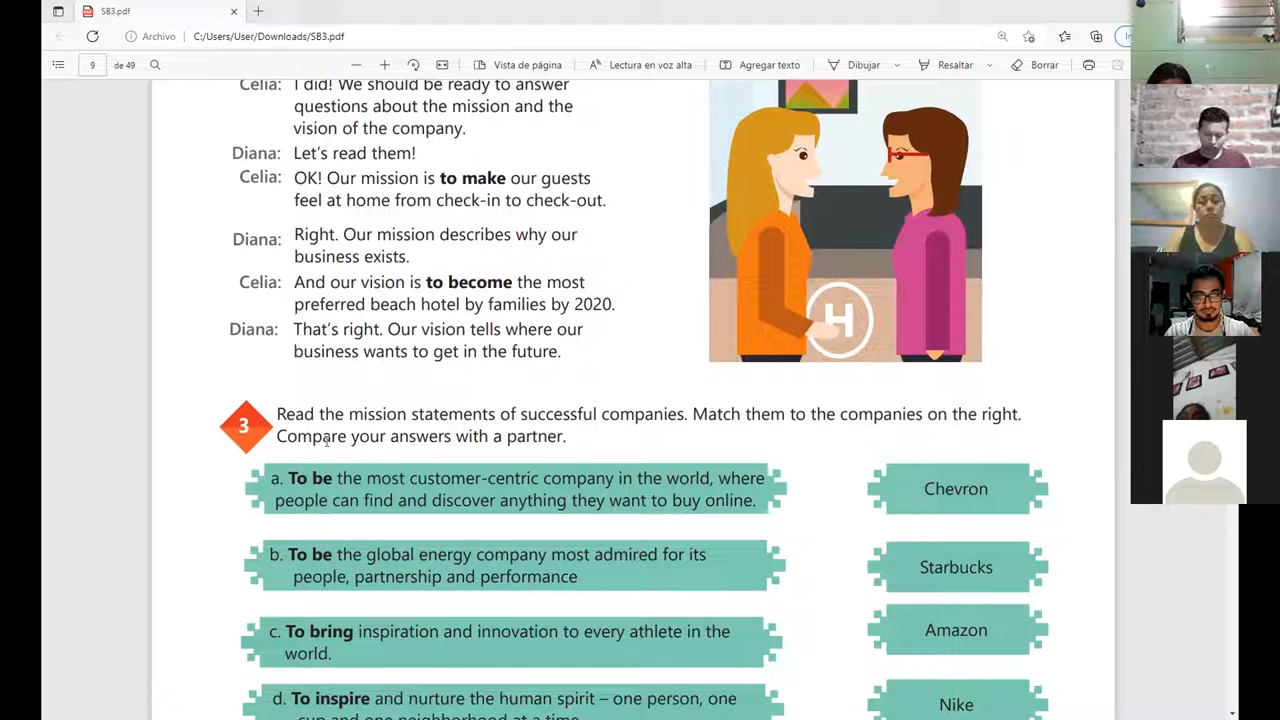 SB3.pdf
Archivo C:/Users/User/Downloads/SB3.pdf
9 de 49 Vista de página Lectura en voz alta Agregar texto Dibujar Resaltar Borrar
Celia: I did! We should be ready to answer
questions about the mission and the
vision of the company.
Diana: Let's read them!
Celia: OK! Our mission is to make our guests
feel at home from check-in to check-out.
Diana: Right. Our mission describes why our
business exists.
Celia: And our vision is to become the most
preferred beach hotel by families by 2020.
Diana: That's right. Our vision tells where our
business wants to get in the future.
H
3 Read the mission statements of successful companies. Match them to the companies on the right.
Compare your answers with a partner.
a. To be the most customer-centric company in the world, where
people can find and discover anything they want to buy online.
Chevron
b. To be the global energy company most admired for its
people, partnership and performance
Starbucks
c. To bring inspiration and innovation to every athlete in the
world.
Amazon
d. To inspire and nurture the human spirit – one person, one
cup and one neighborhood at a time.
Nike